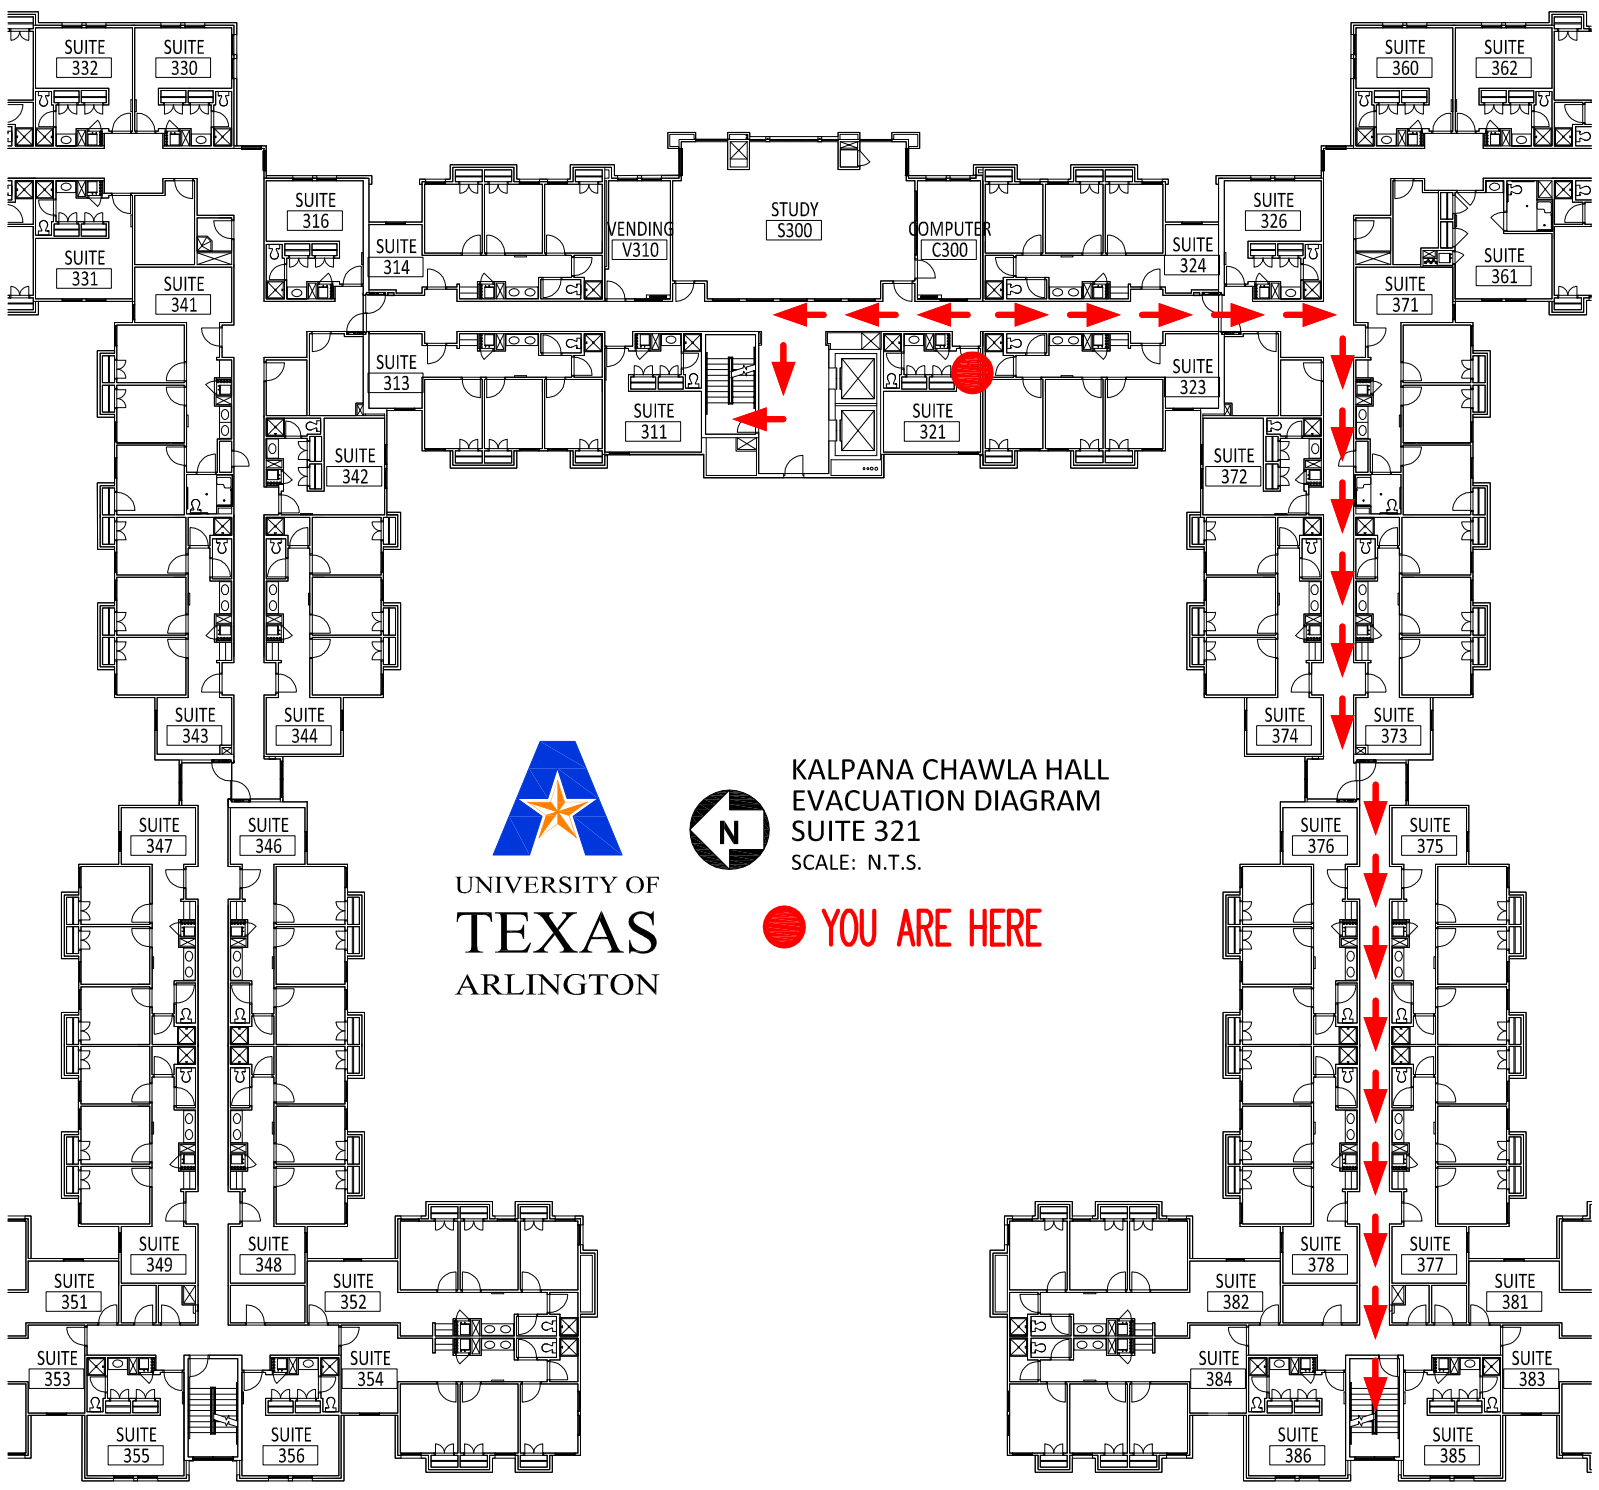 SUITE
332
SUITE
330
SUITE
360
SUITE
362
SUITE
316
SUITE
314
VENDING
V310
STUDY
S300
COMPUTER
C300
SUITE
324
SUITE
326
SUITE
331
SUITE
341
SUITE
361
SUITE
371
SUITE
313
SUITE
311
SUITE
321
SUITE
323
SUITE
342
SUITE
372
SUITE
343
SUITE
344
SUITE
374
SUITE
373
KALPANA CHAWLA HALL
EVACUATION DIAGRAM
SUITE 321
SCALE: N.T.S.
N
YOU ARE HERE
UNIVERSITY OF
TEXAS
ARLINGTON
SUITE
347
SUITE
346
SUITE
376
SUITE
375
SUITE
349
SUITE
348
SUITE
378
SUITE
377
SUITE
351
SUITE
352
SUITE
382
SUITE
381
SUITE
353
SUITE
354
SUITE
384
SUITE
383
SUITE
355
SUITE
356
SUITE
386
SUITE
385